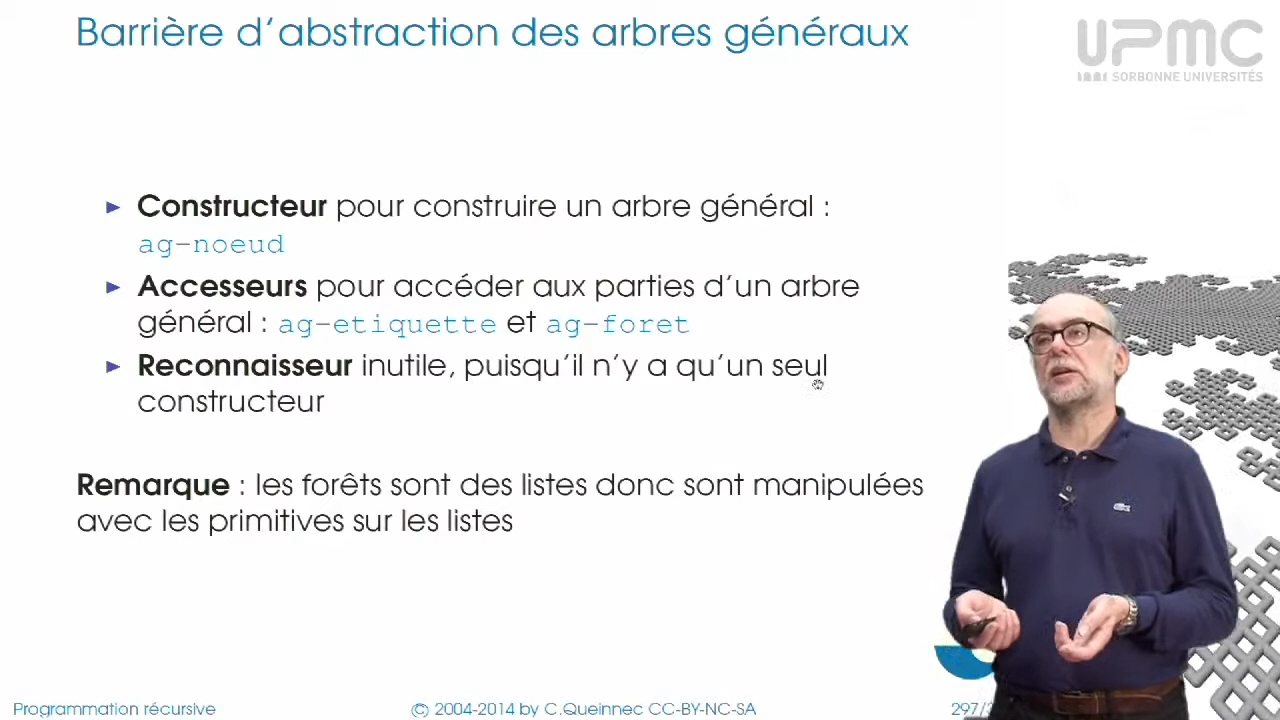 Barrière d'abstraction des arbres généraux
UPMC
SORBONNE UNIVERSITÉS
▶ Constructeur pour construire un arbre général :
ag-noeud
▶ Accesseurs pour accéder aux parties d'un arbre
général : ag-etiquette et ag-foret
▶ Reconnaisseur inutile, puisqu'il n'y a qu'un seul
constructeur
Remarque : les forêts sont des listes donc sont manipulées
avec les primitives sur les listes
Programmation récursive
© 2004-2014 by C.Queinnec CC-BY-NC-SA
297/